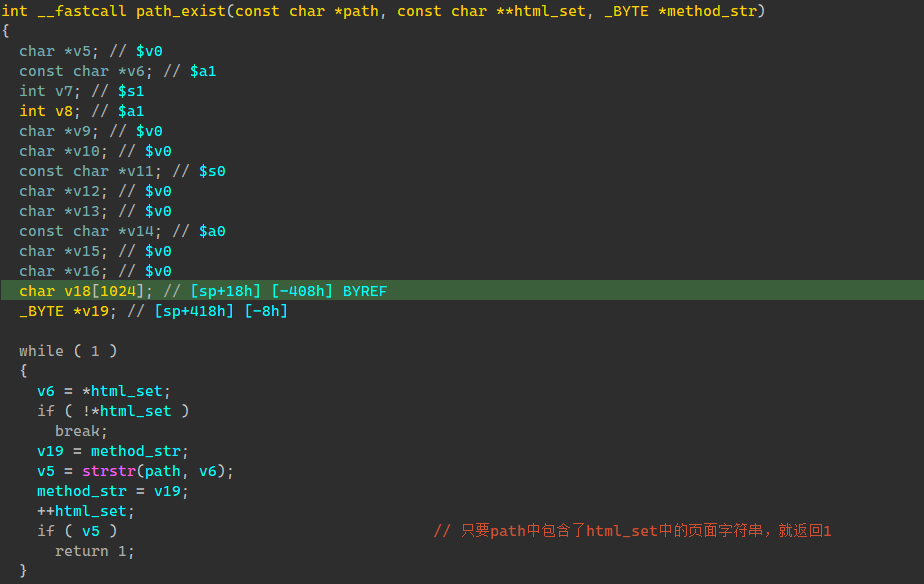 int __fastcall path_exist(const char *path, const char **html_set, _BYTE *method_str)
{
  char *v5; // $v0
  const char *v6; // $a1
  int v7; // $s1
  int v8; // $a1
  char *v9; // $v0
  char *v10; // $v0
  const char *v11; // $s0
  char *v12; // $v0
  char *v13; // $v0
  const char *v14; // $a0
  char *v15; // $v0
  char *v16; // $v0
  char v18[1024]; // [sp+18h] [-408h] BYREF
  _BYTE *v19; // [sp+418h] [-8h]

  while ( 1 )
  {
    v6 = *html_set;
    if ( !*html_set )
      break;
    v19 = method_str;
    v5 = strstr(path, v6);
    method_str = v19;
    ++html_set;
    if ( v5 ) // 只要path中包含了html_set中的页面字符串，就返回1
      return 1;
  }